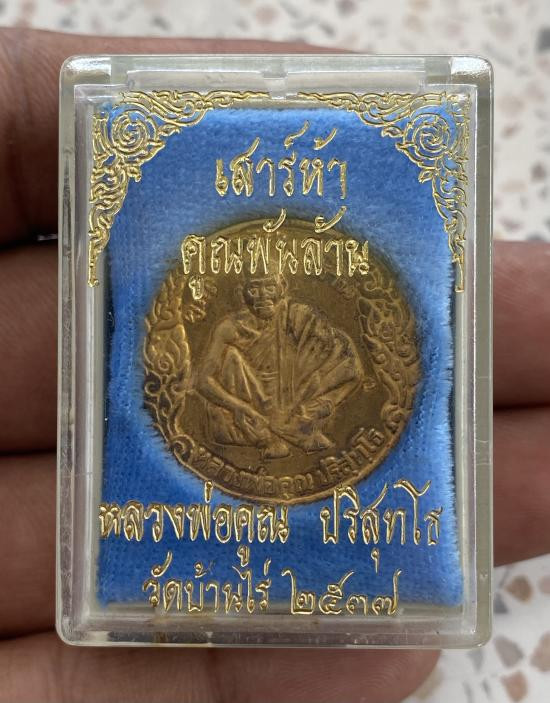 เสาร์ห้า
คูณพันล้าน
หลวงพ่อคูณ ปริสุทโธ
หลวงพ่อคูณ ปริสุทโธ
วัดบ้านไร่ ๒๕๓๗